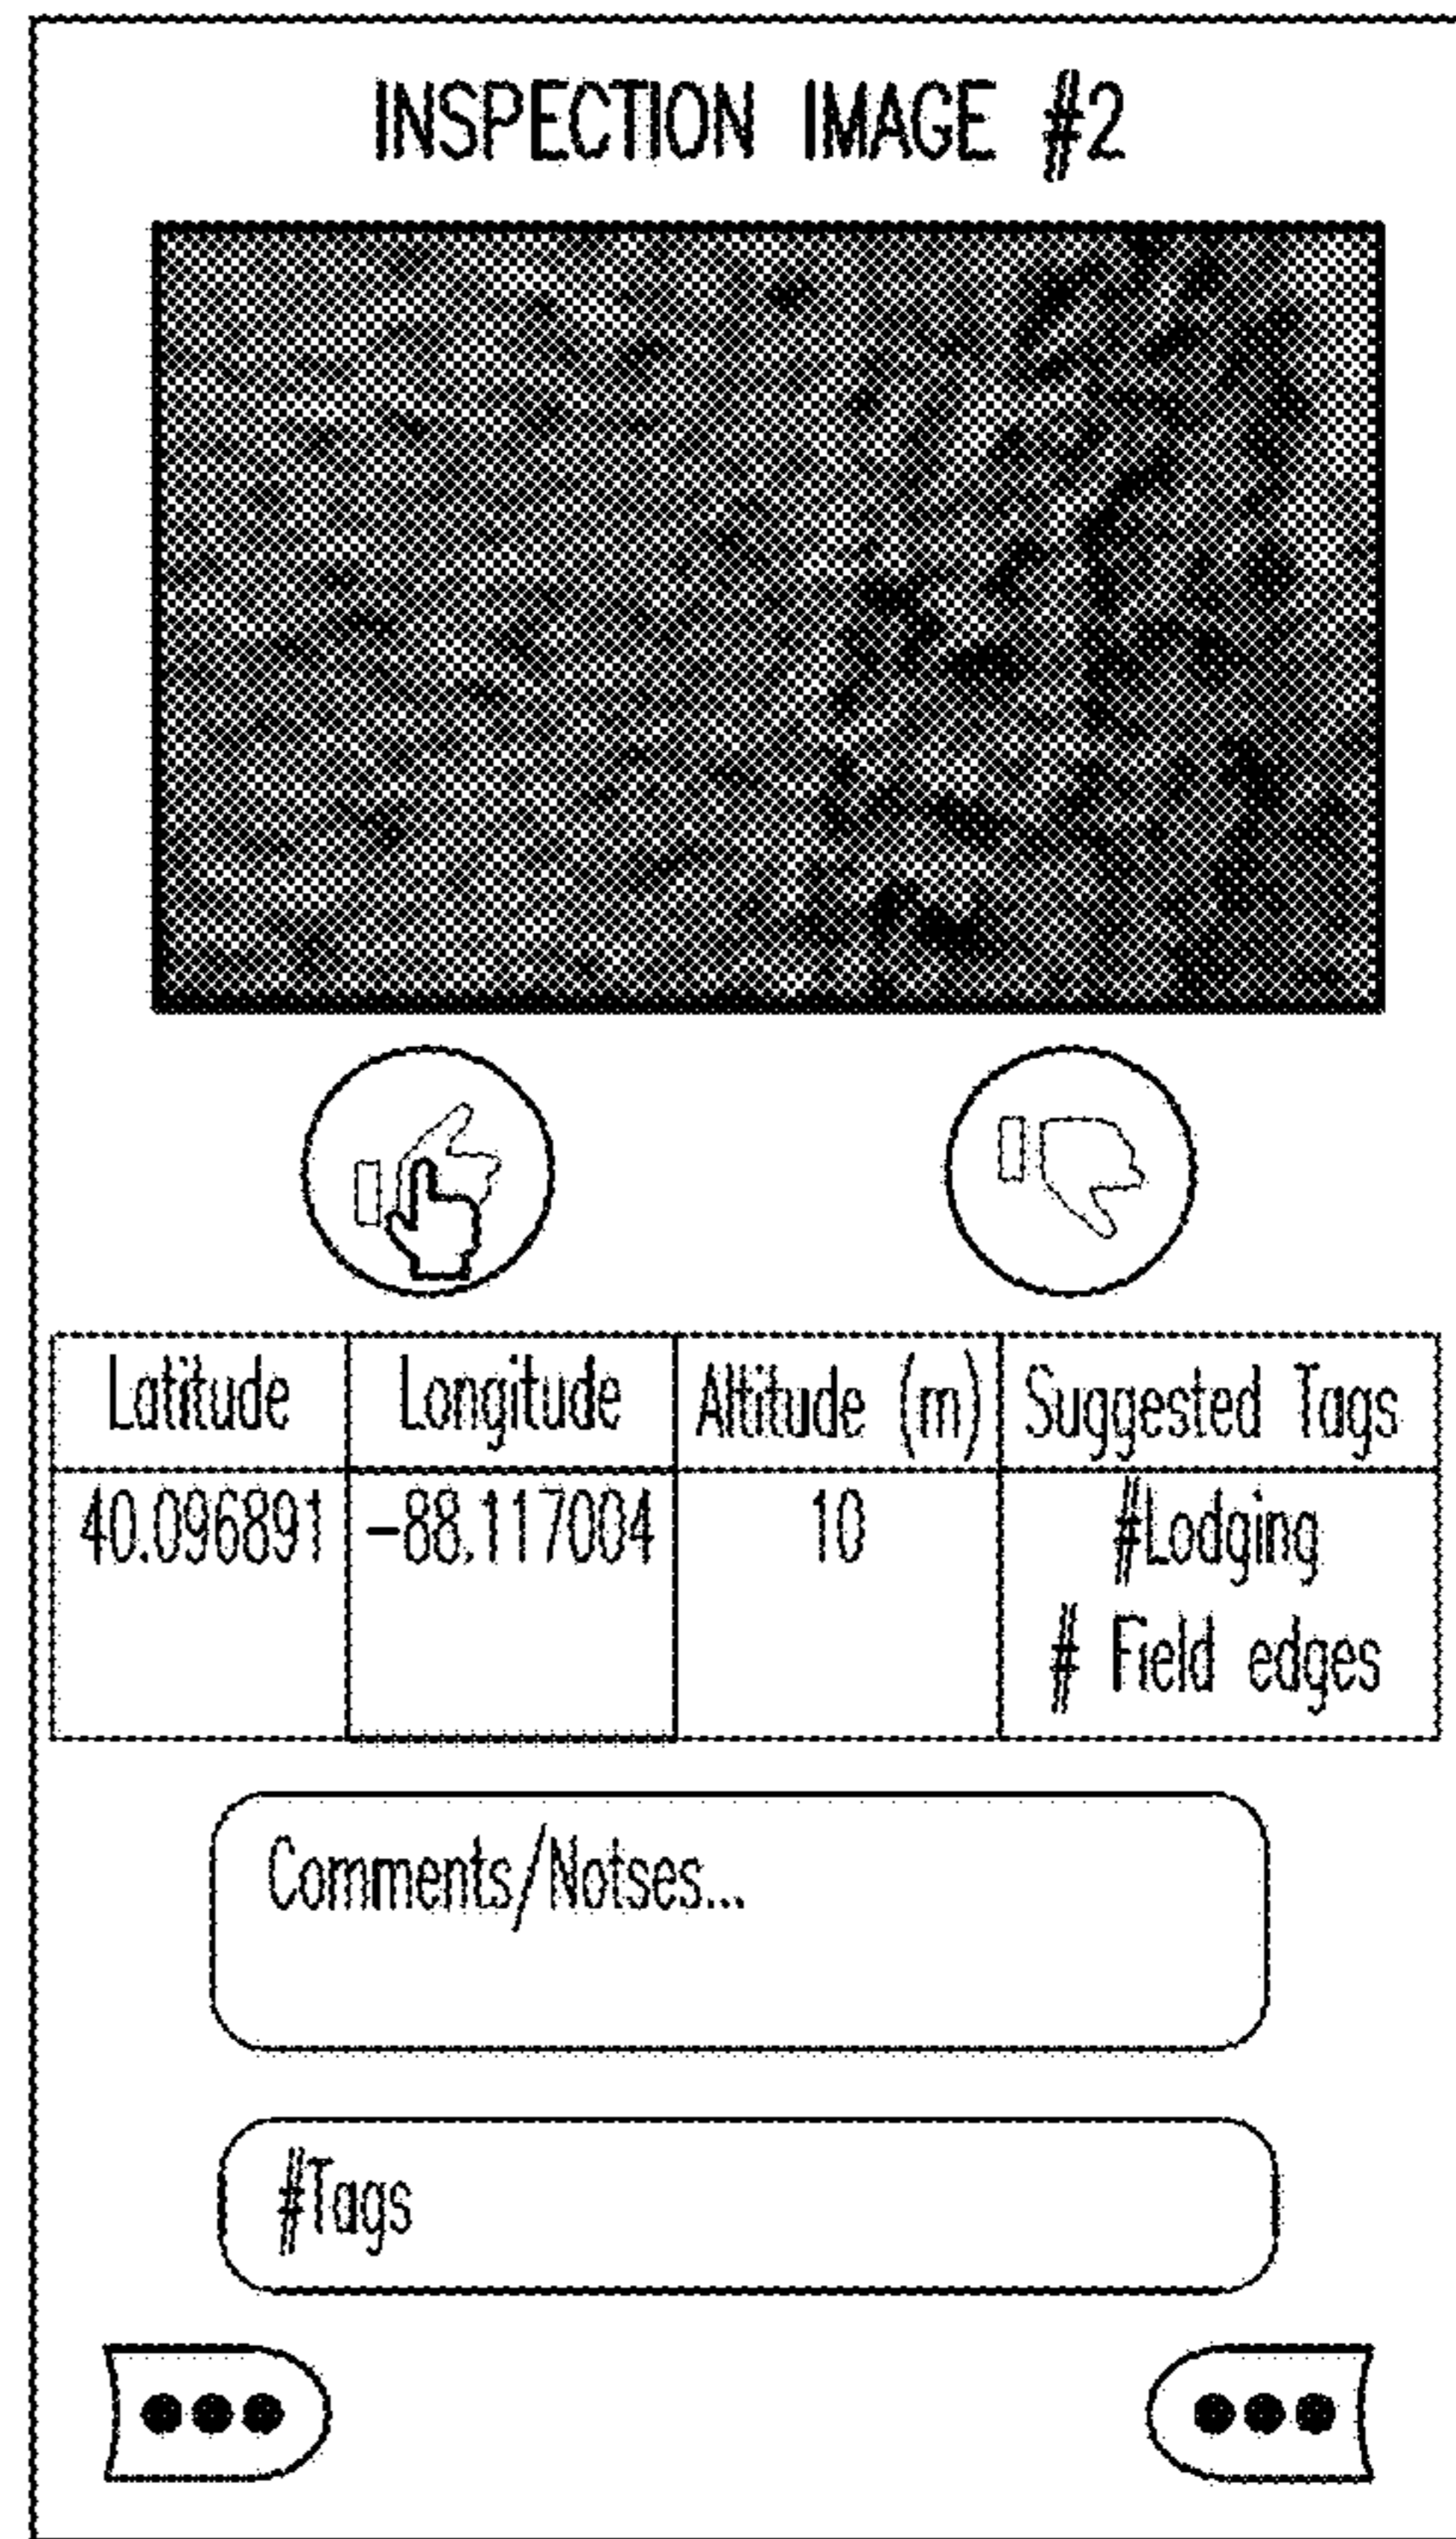 INSPECTION IMAGE #2
Latitude Longitude Altitude (m) Suggested Tags
40.096891 -88.117004 10 #Lodging
# Field edges
Comments/Notses...
#Tags